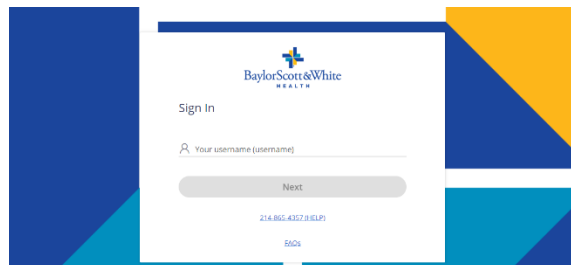 BaylorScott&White
HEALTH
Sign In
Your username (username)
Next
214-865-4357 (HELP)
FAQs